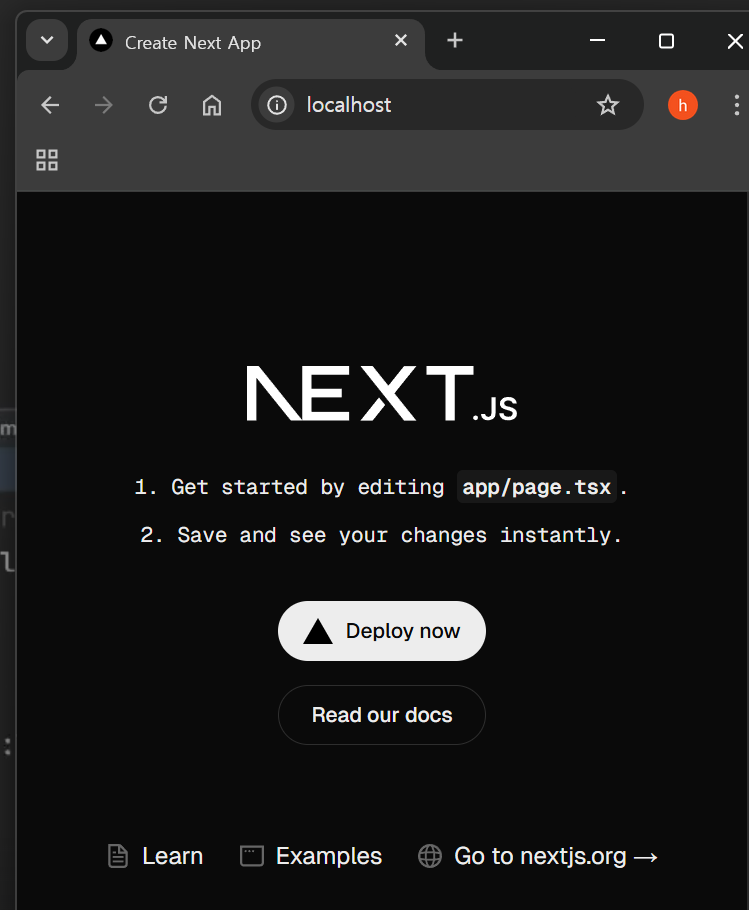 Create Next App
localhost
h
NEXT.JS
1. Get started by editing app/page.tsx.
2. Save and see your changes instantly.
Deploy now
Read our docs
Learn Examples Go to nextjs.org →